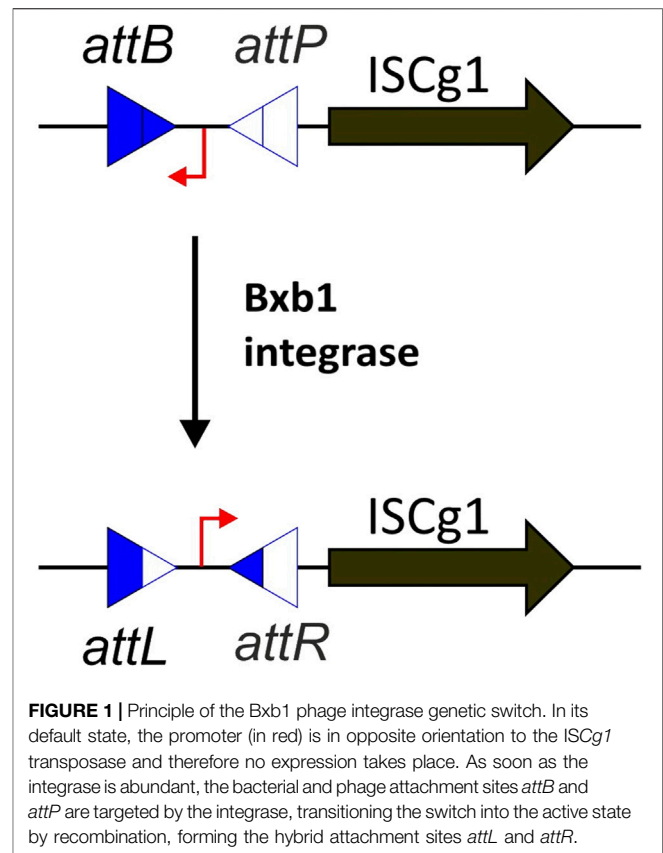 attB
attP
ISCg1
Bxb1
integrase
ISCg1
attL
attR
FIGURE 1 | Principle of the Bxb1 phage integrase genetic switch. In its
default state, the promoter (in red) is in opposite orientation to the ISCg1
transposase and therefore no expression takes place. As soon as the
integrase is abundant, the bacterial and phage attachment sites attB and
attP are targeted by the integrase, transitioning the switch into the active state
by recombination, forming the hybrid attachment sites attL and attR.